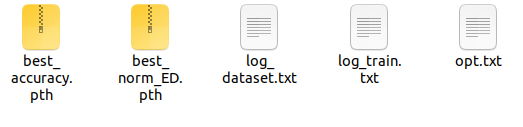 best_
accuracy.
pth
best_
norm_ED.
pth
log_
dataset.txt
log_train.
txt
opt.txt